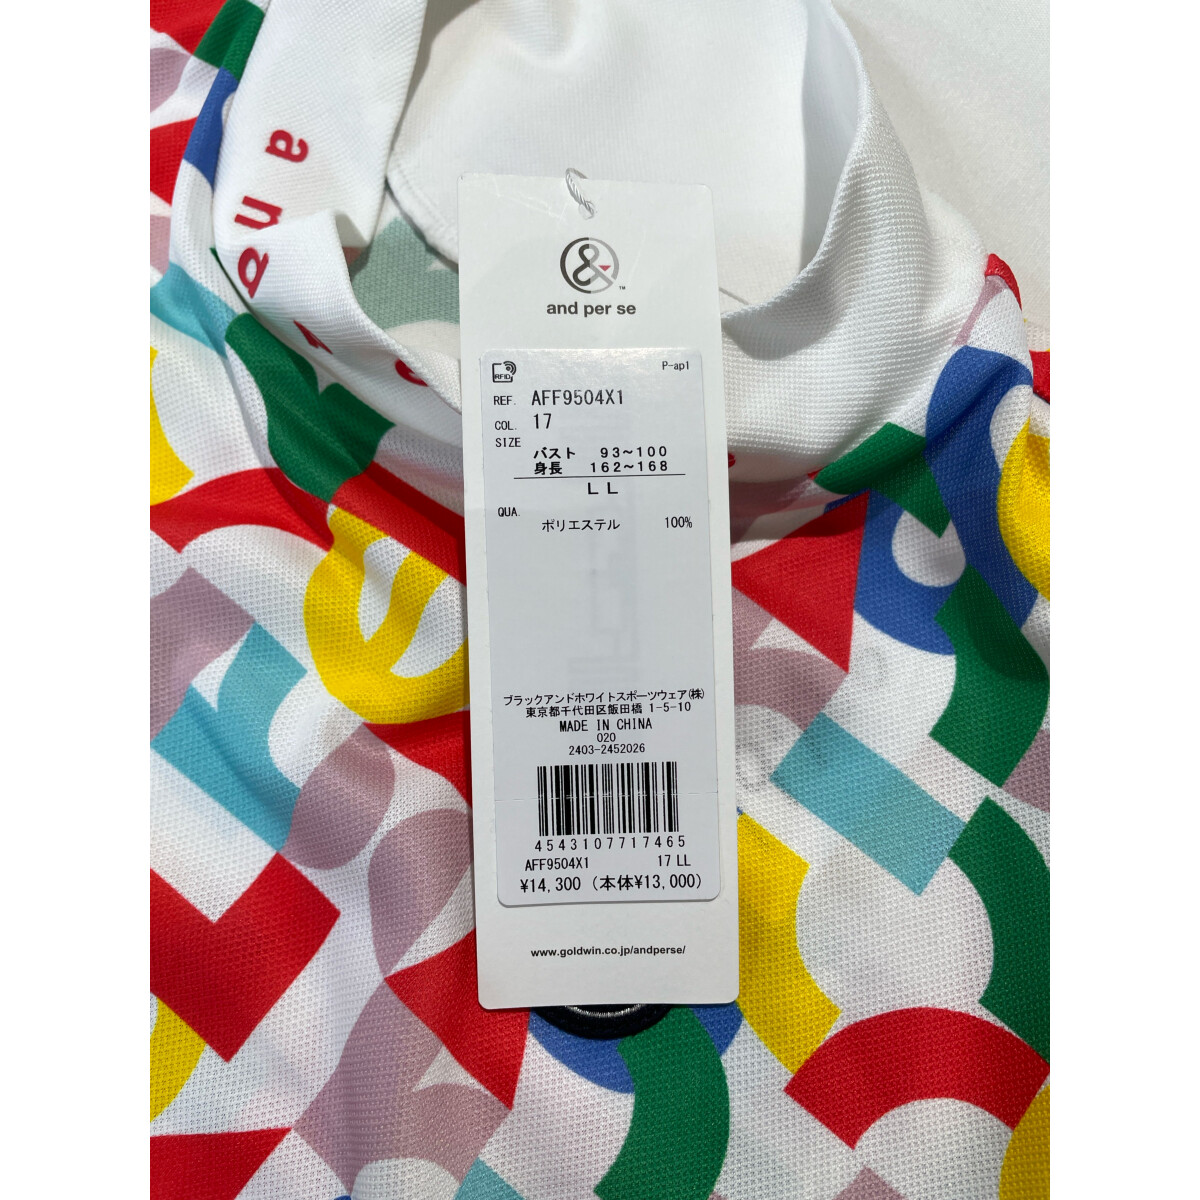 a
n
and per se
RFID
P-ap1
REF. AFF9504X1
COL. 17
SIZE
バスト 93~100
身長 162~168
LL
QUA.
ポリエステル 100%
ブラックアンドホワイトスポーツウェア(株)
東京都千代田区飯田橋 1-5-10
MADE IN CHINA
020
2403-2452026
4543107717465
AFF9504X1 17 LL
¥14,300 (本体¥13,000)
www.goldwin.co.jp/andperse/